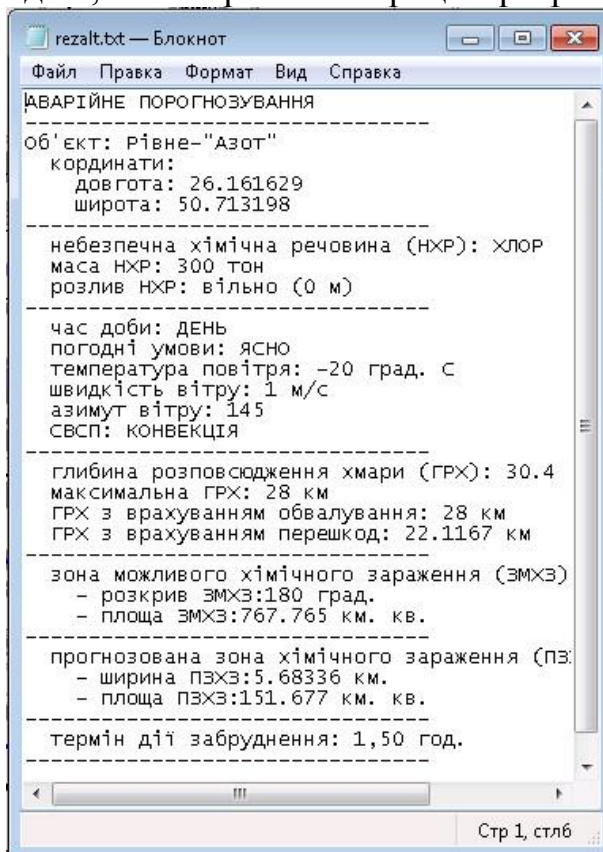 rezalt.txt — Блокнот
Файл Правка Формат Вид Справка
АВАРІЙНЕ ПОРОГНОЗУВАННЯ
----------------------------------
Об'єкт: Рівне-"Азот"
координати:
довгота: 26.161629
широта: 50.713198
----------------------------------
небезпечна хімічна речовина (НХР): ХЛОР
маса НХР: 300 тон
розлив НХР: вільно (0 м)
----------------------------------
час доби: ДЕНЬ
погодні умови: ЯСНО
температура повітря: -20 град. С
швидкість вітру: 1 м/с
азимут вітру: 145
СВСП: КОНВЕКЦІЯ
----------------------------------
глибина розповсюдження хмари (ГРХ): 30.4
максимальна ГРХ: 28 км
ГРХ з врахуванням обвалування: 28 км
ГРХ з врахуванням перешкод: 22.1167 км
----------------------------------
зона можливого хімічного зараження (ЗМХЗ)
- розкрив ЗМХЗ:180 град.
- площа ЗМХЗ:767.765 км. кв.
----------------------------------
прогнозована зона хімічного зараження (ПЗ
- ширина ПЗХЗ:5.68336 км.
- площа ПЗХЗ:151.677 км. кв.
----------------------------------
термін дії забруднення: 1,50 год.
----------------------------------
Стр 1, стлб